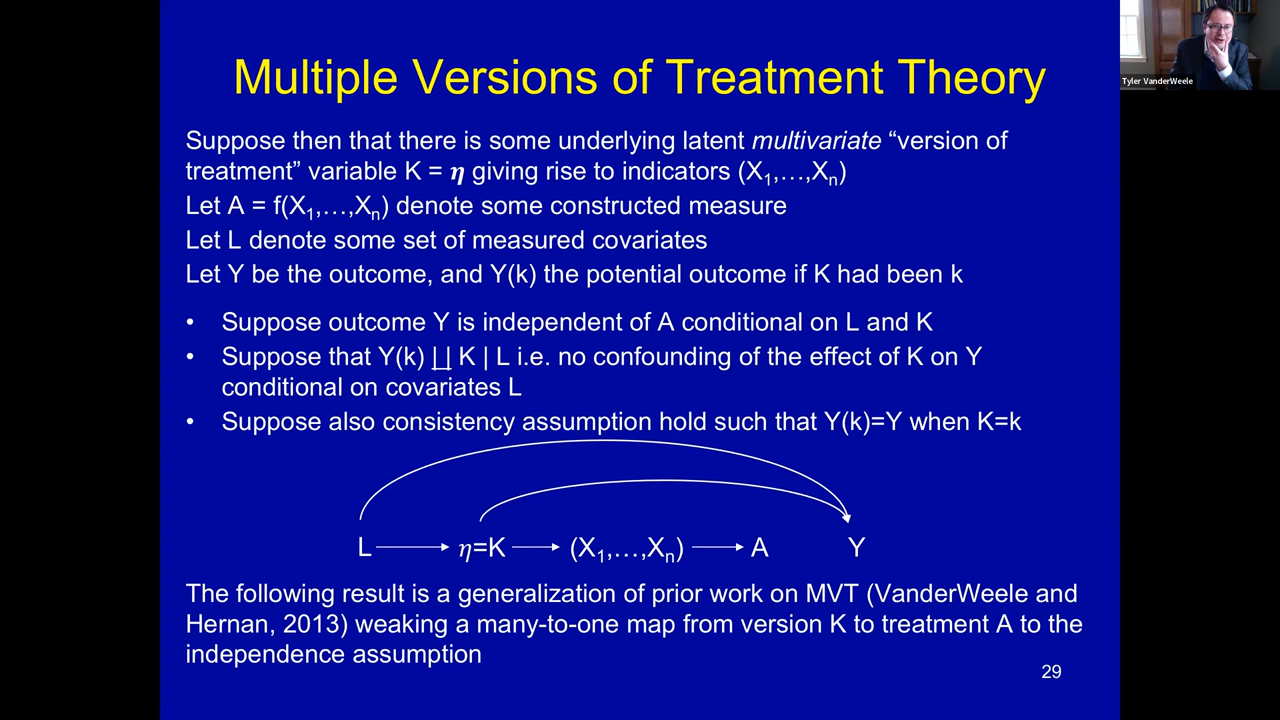 Multiple Versions of Treatment Theory
Tyler VanderWeele
Suppose then that there is some underlying latent multivariate “version of
treatment” variable K = η giving rise to indicators (X1,…,Xn)
Let A = f(X1,…,Xn) denote some constructed measure
Let L denote some set of measured covariates
Let Y be the outcome, and Y(k) the potential outcome if K had been k
• Suppose outcome Y is independent of A conditional on L and K
• Suppose that Y(k) ∐ K | L i.e. no confounding of the effect of K on Y
conditional on covariates L
• Suppose also consistency assumption hold such that Y(k)=Y when K=k
L η=K (X1,…,Xn) A Y
The following result is a generalization of prior work on MVT (VanderWeele and
Hernan, 2013) weaking a many-to-one map from version K to treatment A to the
independence assumption
29